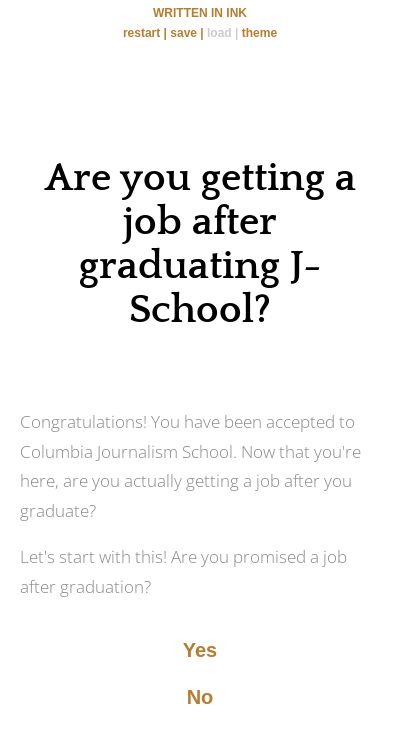 WRITTEN IN INK
restart | save | load | theme
Are you getting a
job after
graduating J-
School?
Congratulations! You have been accepted to
Columbia Journalism School. Now that you're
here, are you actually getting a job after you
graduate?
Let's start with this! Are you promised a job
after graduation?
Yes
No